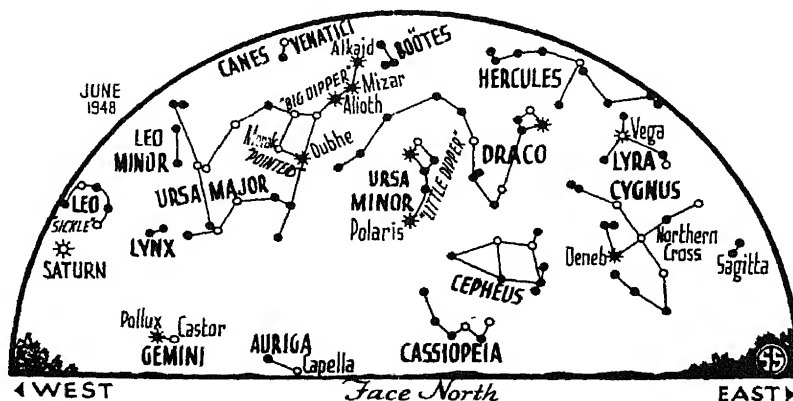 CANES VENATICI
Alkaid
BOÖTES
HERCULES
JUNE
1948
"BIG DIPPER"
Mizar
Alioth
LEO
MINOR
Merak
"POINTERS"
Dubhe
DRACO
Vega
LYRA
CYGNUS
URSA MAJOR
URSA
MINOR
"LITTLE DIPPER"
Polaris
LEO
"SICKLE"
SATURN
LYNX
CEPHEUS
Deneb
Northern
Cross
Sagitta
Pollux
Castor
GEMINI
AURIGA
Capella
CASSIOPEIA
SS
WEST
Face North
EAST